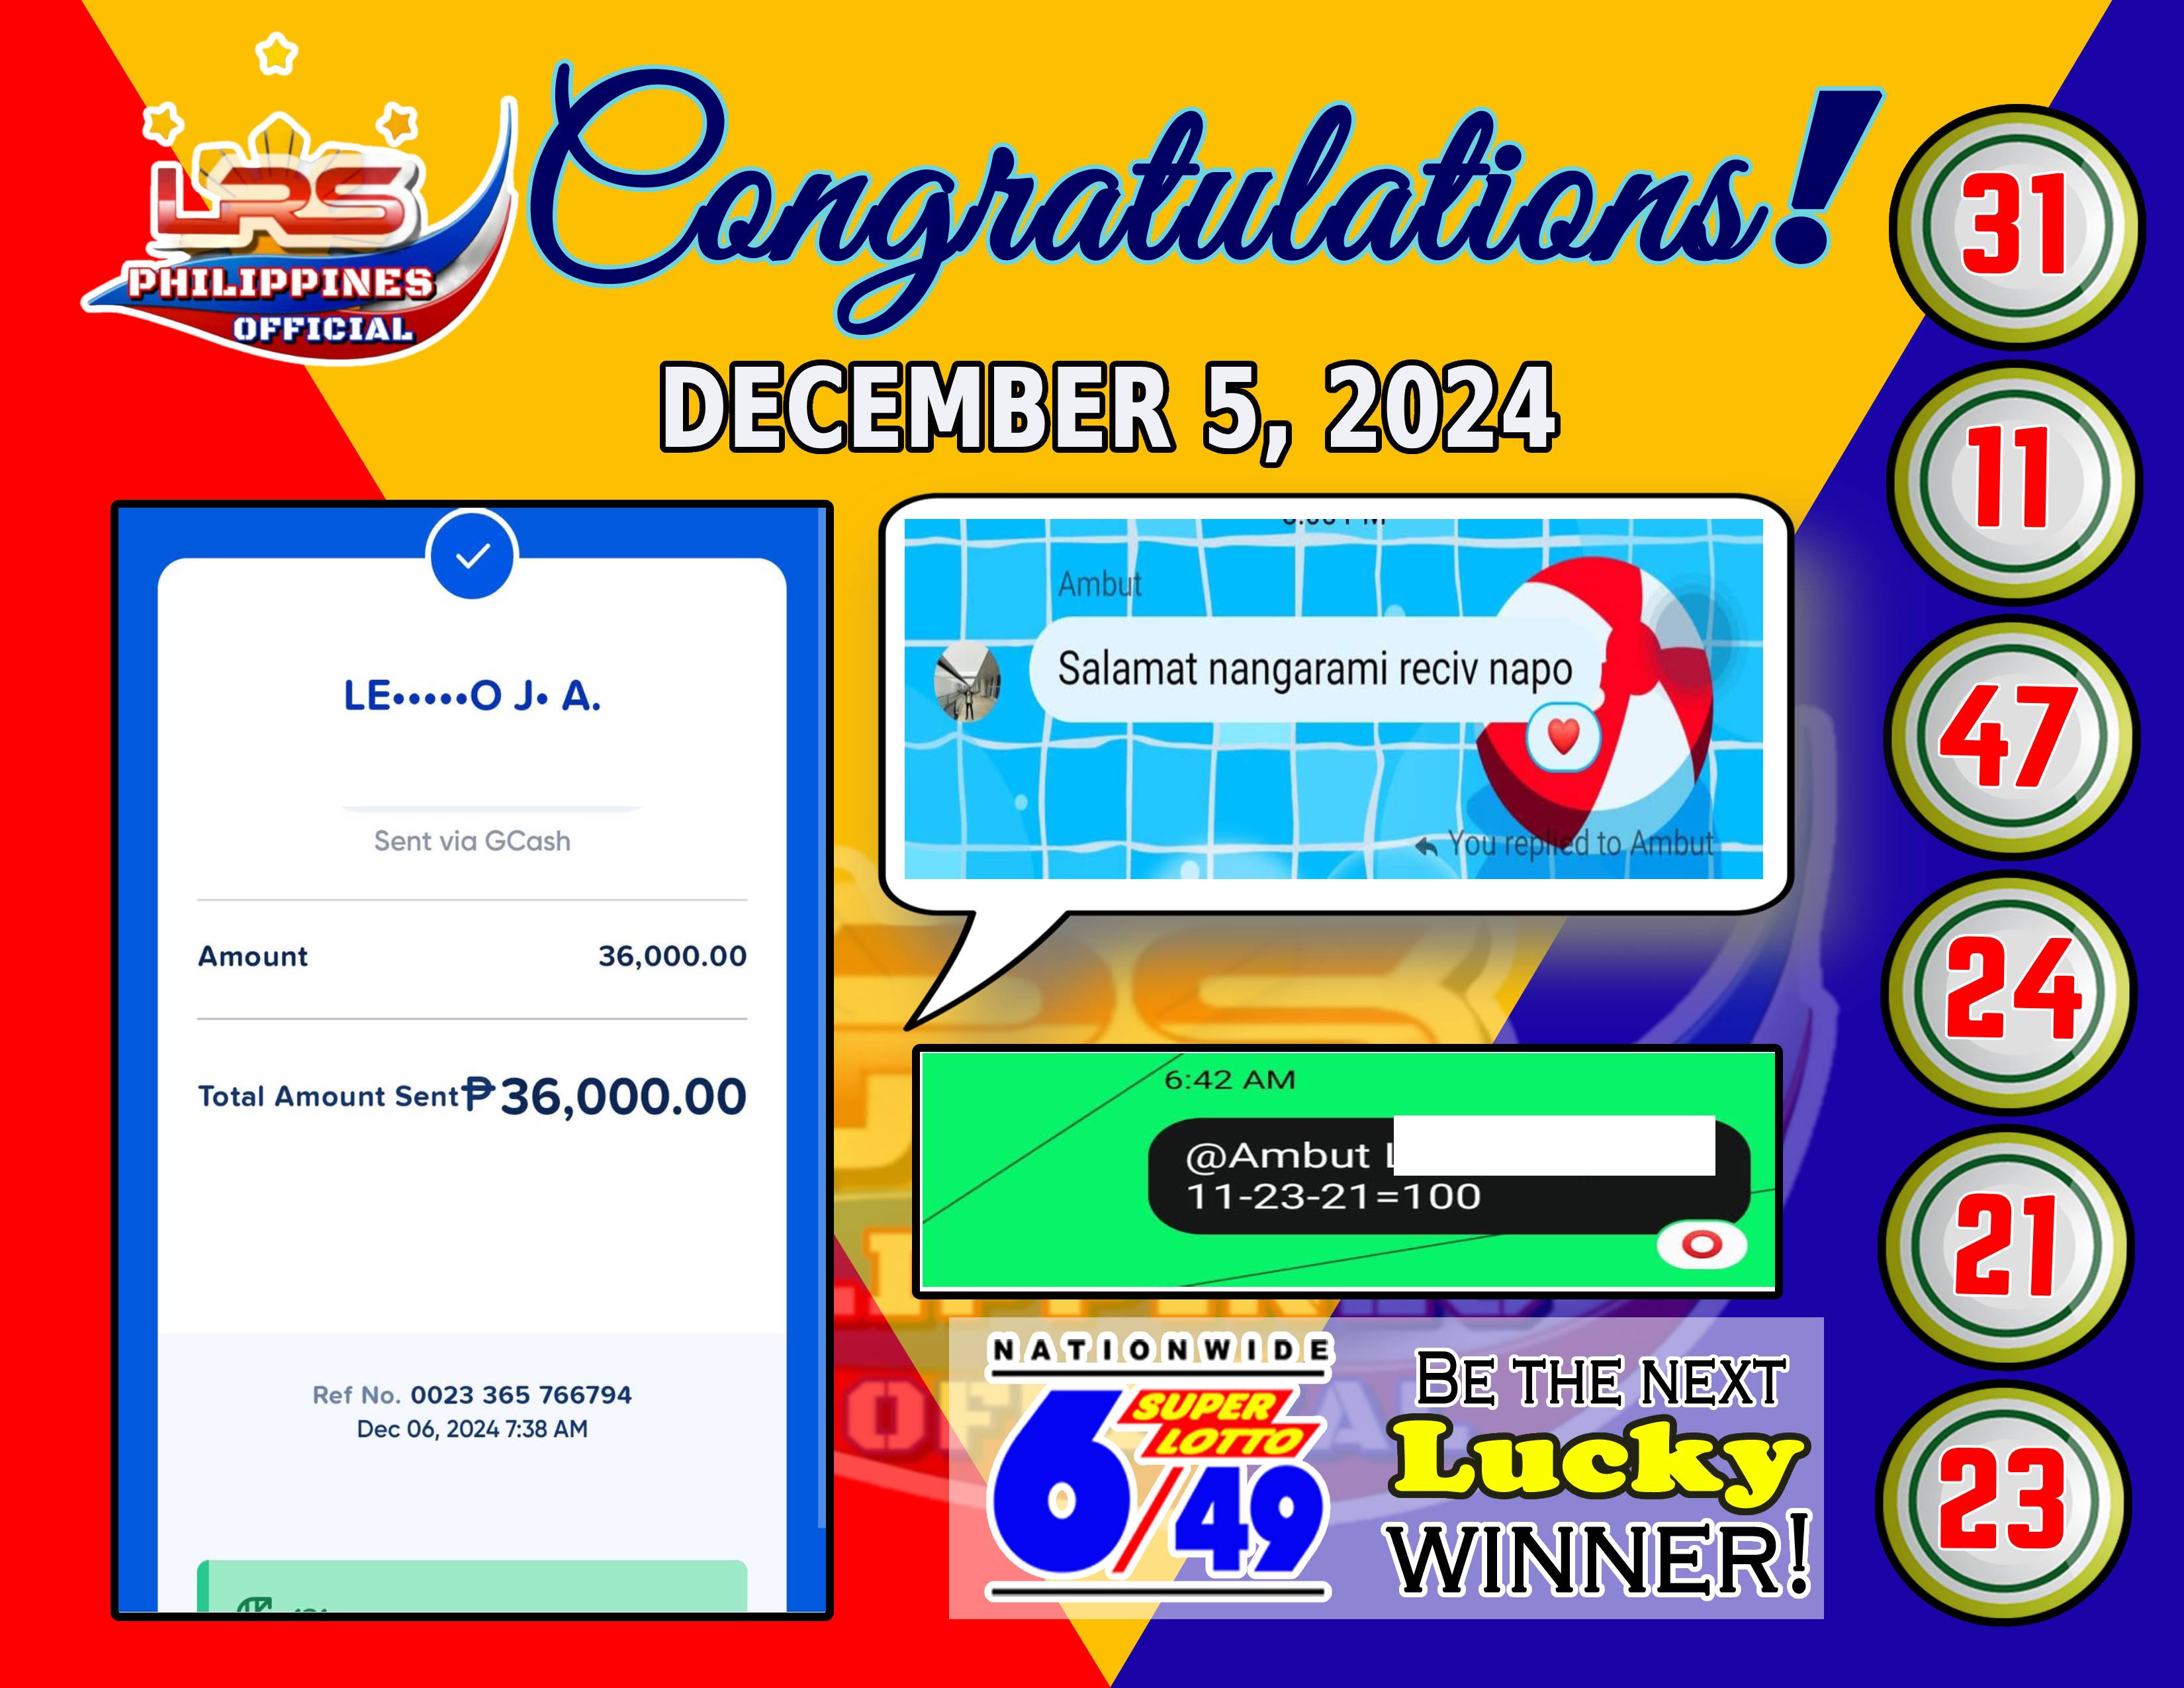 LRS
PHILIPPINES
OFFICIAL
Congratulations!
DECEMBER 5, 2024
LE•••••O J• A.
Sent via GCash
Amount 36,000.00
Total Amount Sent ₱36,000.00
Ref No. 0023 365 766794
Dec 06, 2024 7:38 AM
Ambut
Salamat nangarami reciv napo
You replied to Ambut
6:42 AM
@Ambut L
11-23-21=100
NATIONWIDE
SUPER
LOTTO
6/49
BE THE NEXT
Lucky
WINNER!
31
11
47
24
21
23